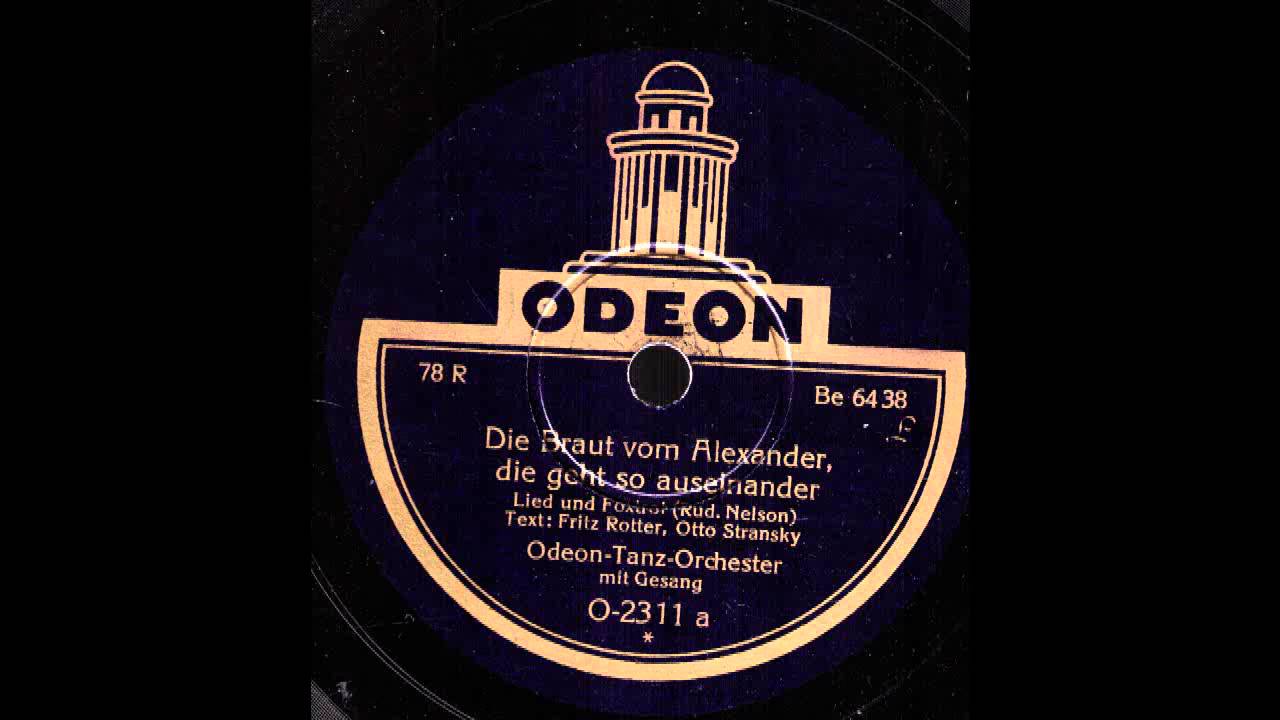 ODEON
78 R
Be 6438
Die Braut vom Alexander,
die geht so auseinander
Lied und Foxtrot (Rud. Nelson)
Text: Fritz Rotter, Otto Stransky
Odeon-Tanz-Orchester
mit Gesang
O-2311 a
*